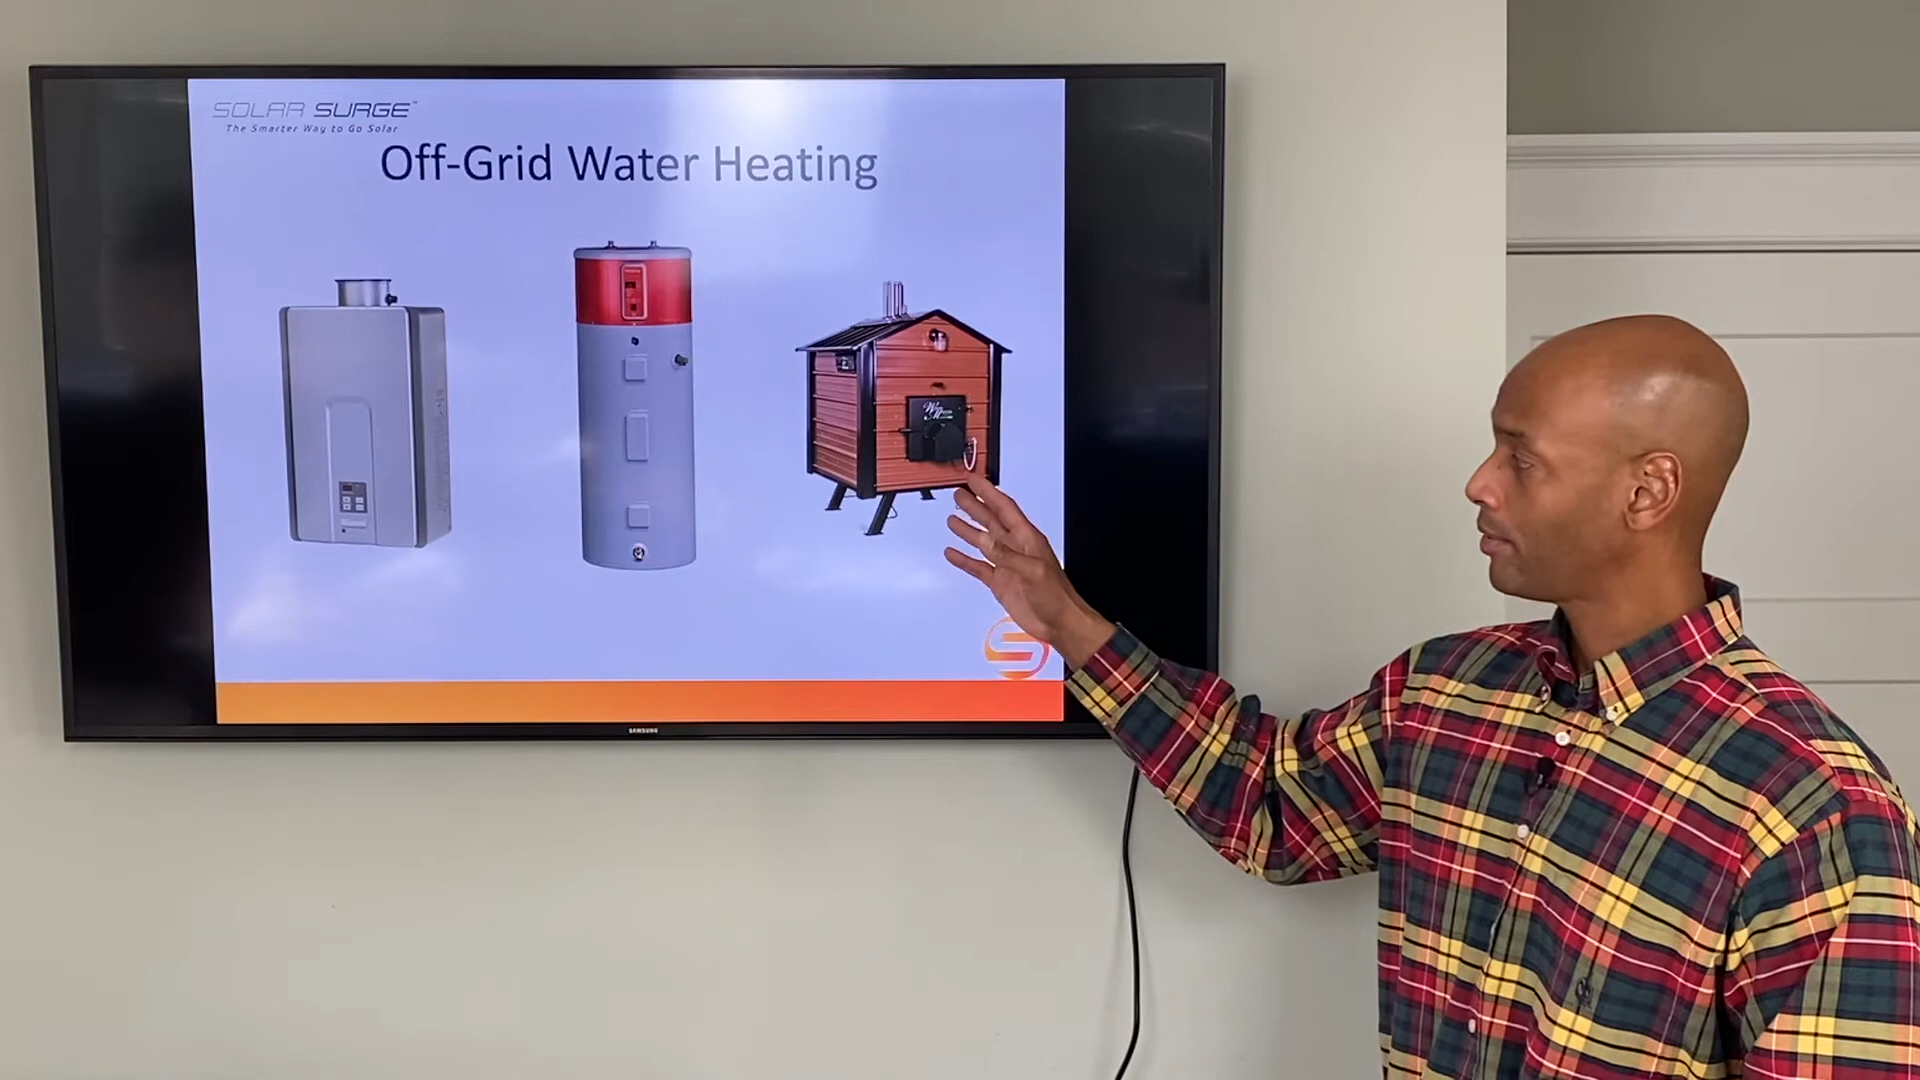 SOLAR SURGE™
The Smarter Way to Go Solar
Off-Grid Water Heating
SAMSUNG